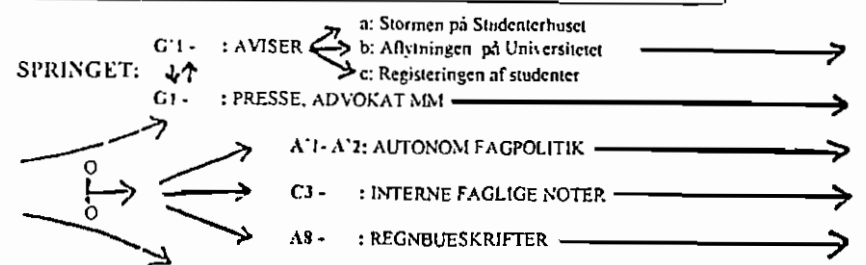 a: Stormen på Studenterhuset
G'1 - : AVISER b: Aflytningen på Universitetet
SPRINGET: c: Registeringen af studenter
G1 - : PRESSE, ADVOKAT MM
A'1- A'2: AUTONOM FAGPOLITIK
O
C3 - : INTERNE FAGLIGE NOTER
O
A8 - : REGNBUESKRIFTER